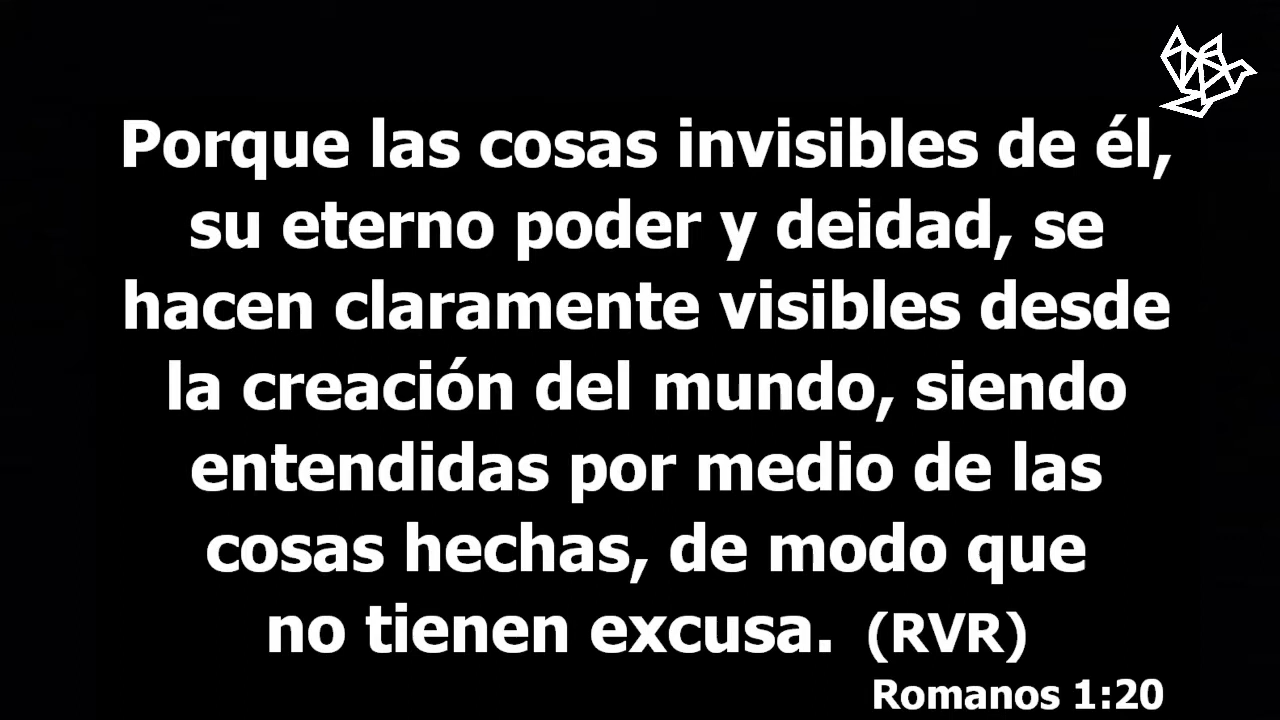 Porque las cosas invisibles de él,
su eterno poder y deidad, se
hacen claramente visibles desde
la creación del mundo, siendo
entendidas por medio de las
cosas hechas, de modo que
no tienen excusa. (RVR)
Romanos 1:20